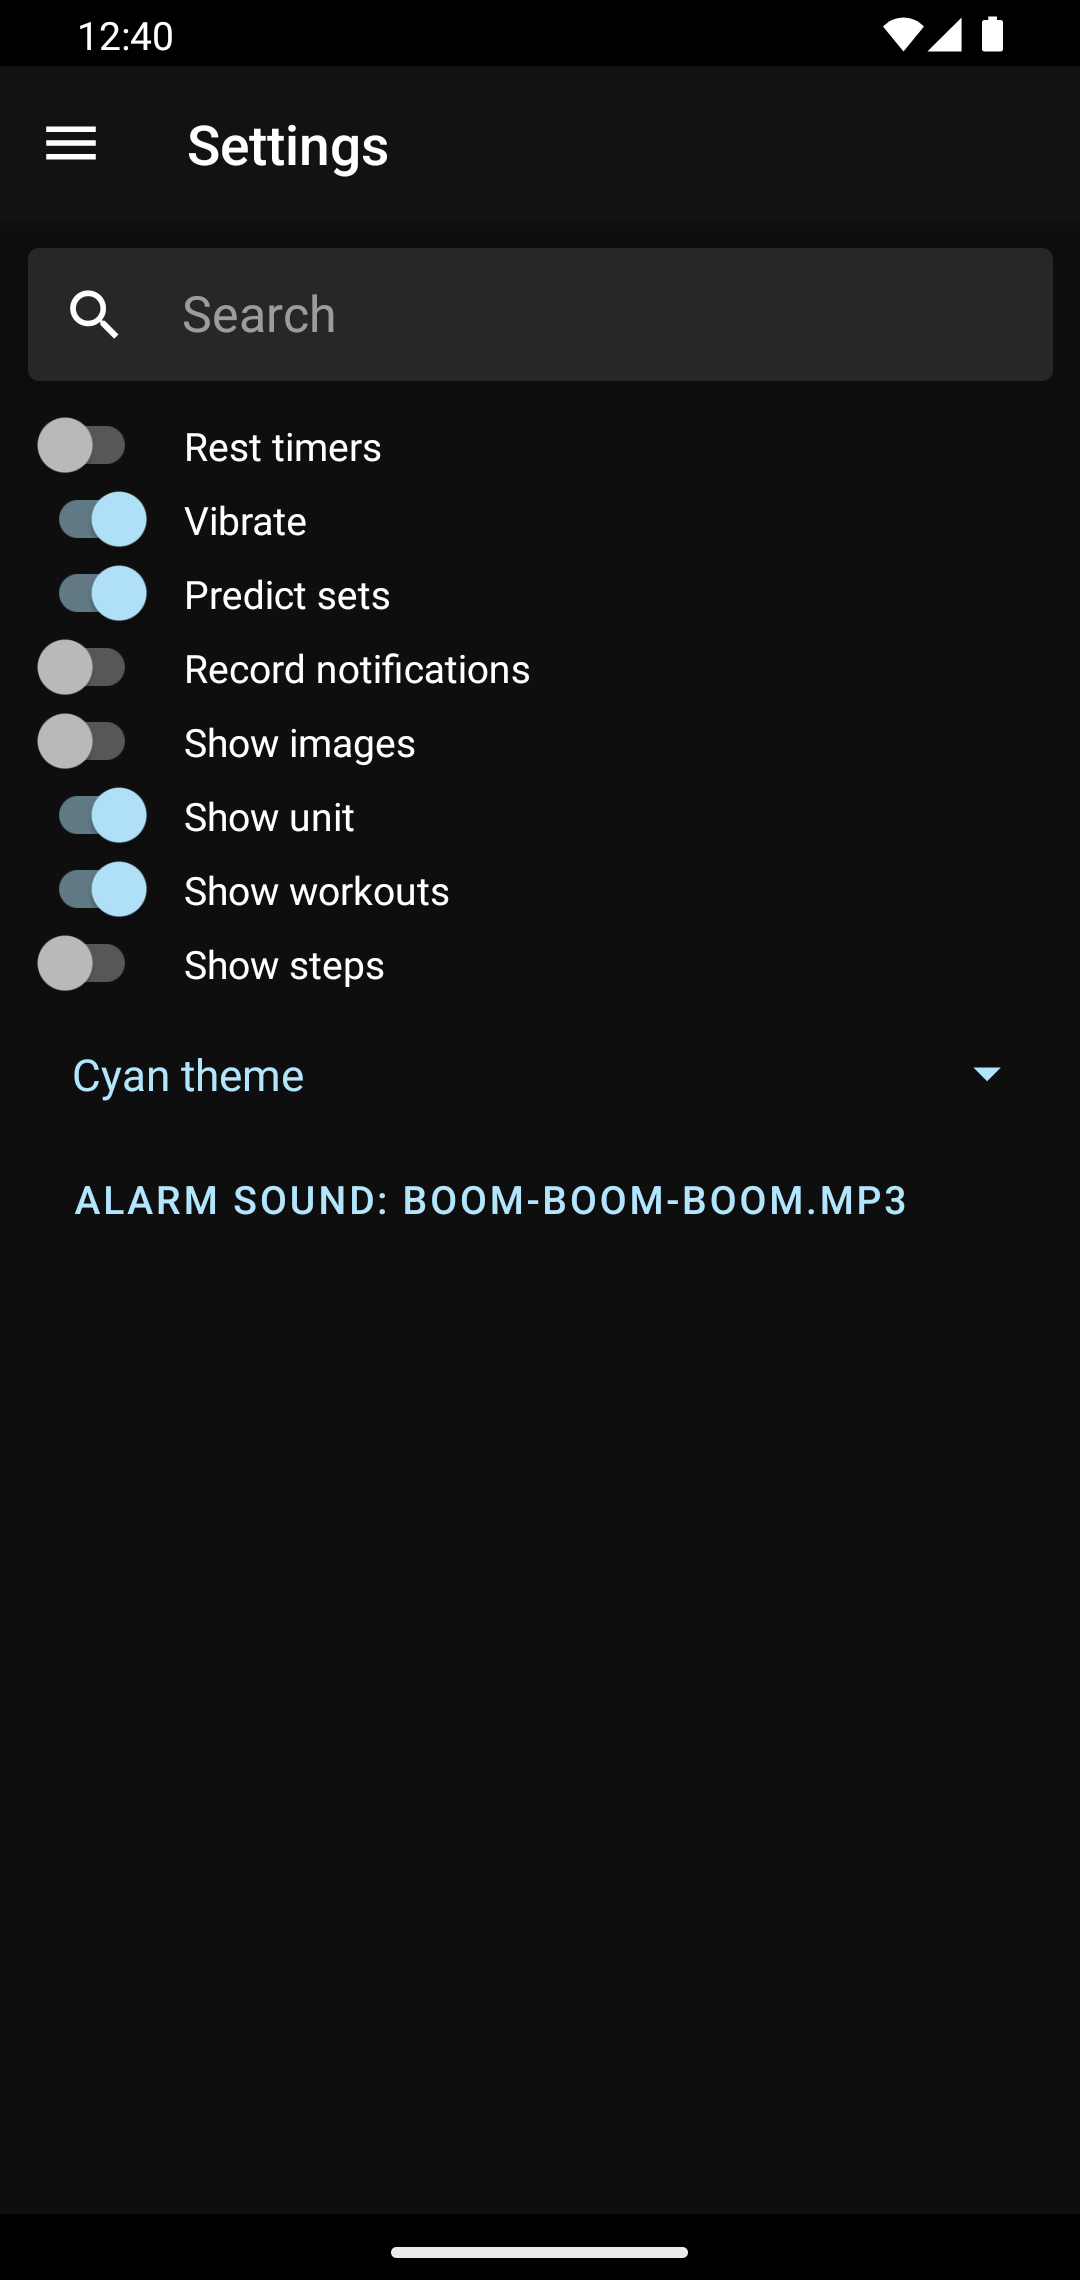 12:40
Settings
Search
Rest timers
Vibrate
Predict sets
Record notifications
Show images
Show unit
Show workouts
Show steps
Cyan theme
ALARM SOUND: BOOM-BOOM-BOOM.MP3